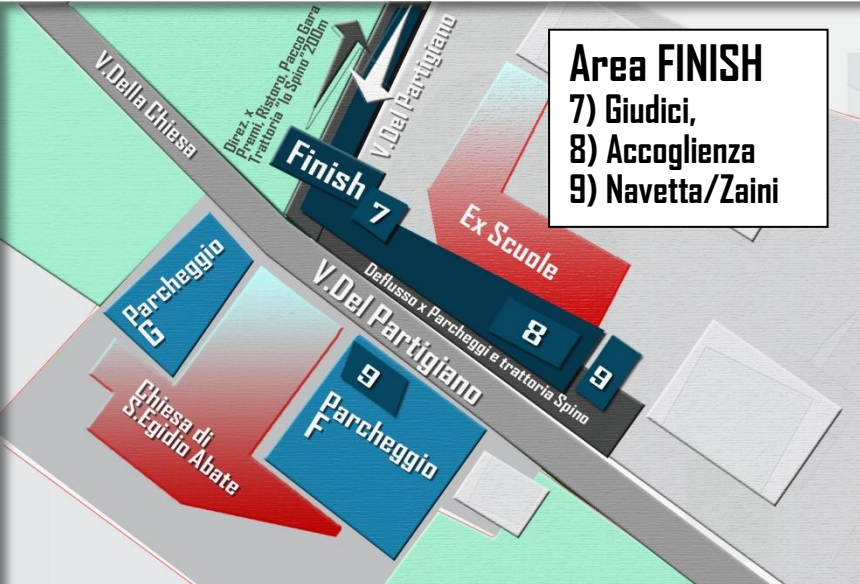 Area FINISH
7) Giudici,
8) Accoglienza
9) Navetta/Zaini
V.Della Chiesa
Direz. x
Premi, Ristoro, Pacco Gara
Trattoria "lo Spino"200m
V.Del Partigiano
Finish
7
Ex Scuole
Deflusso x Parcheggi e trattoria Spino
8
9
V.Del Partigiano
Parcheggio
G
Chiesa di
S.Egidio Abate
9
Parcheggio
F